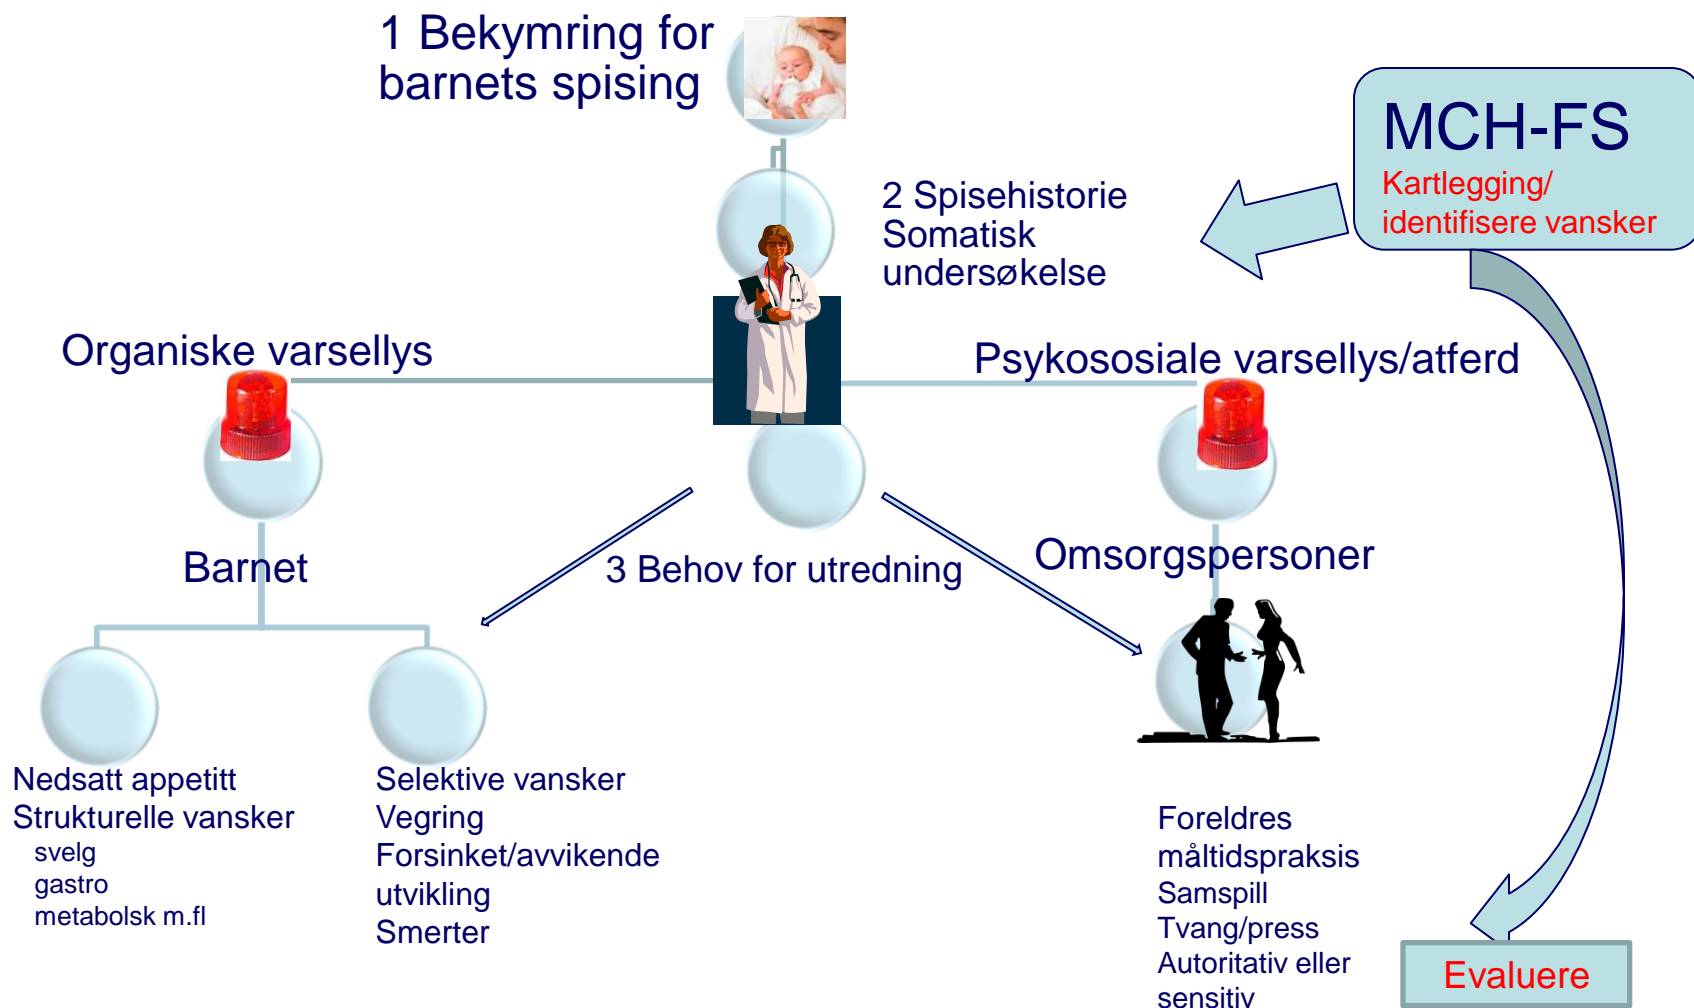 1 Bekymring for
barnets spising
MCH-FS
Kartlegging/
identifisere vansker
2 Spisehistorie
Somatisk
undersøkelse
Organiske varsellys
Psykososiale varsellys/atferd
Barnet
3 Behov for utredning
Omsorgspersoner
Nedsatt appetitt
Strukturelle vansker
svelg
gastro
metabolsk m.fl
Selektive vansker
Vegring
Forsinket/avvikende
utvikling
Smerter
Foreldres
måltidspraksis
Samspill
Tvang/press
Autoritativ eller
sensitiv
Evaluere